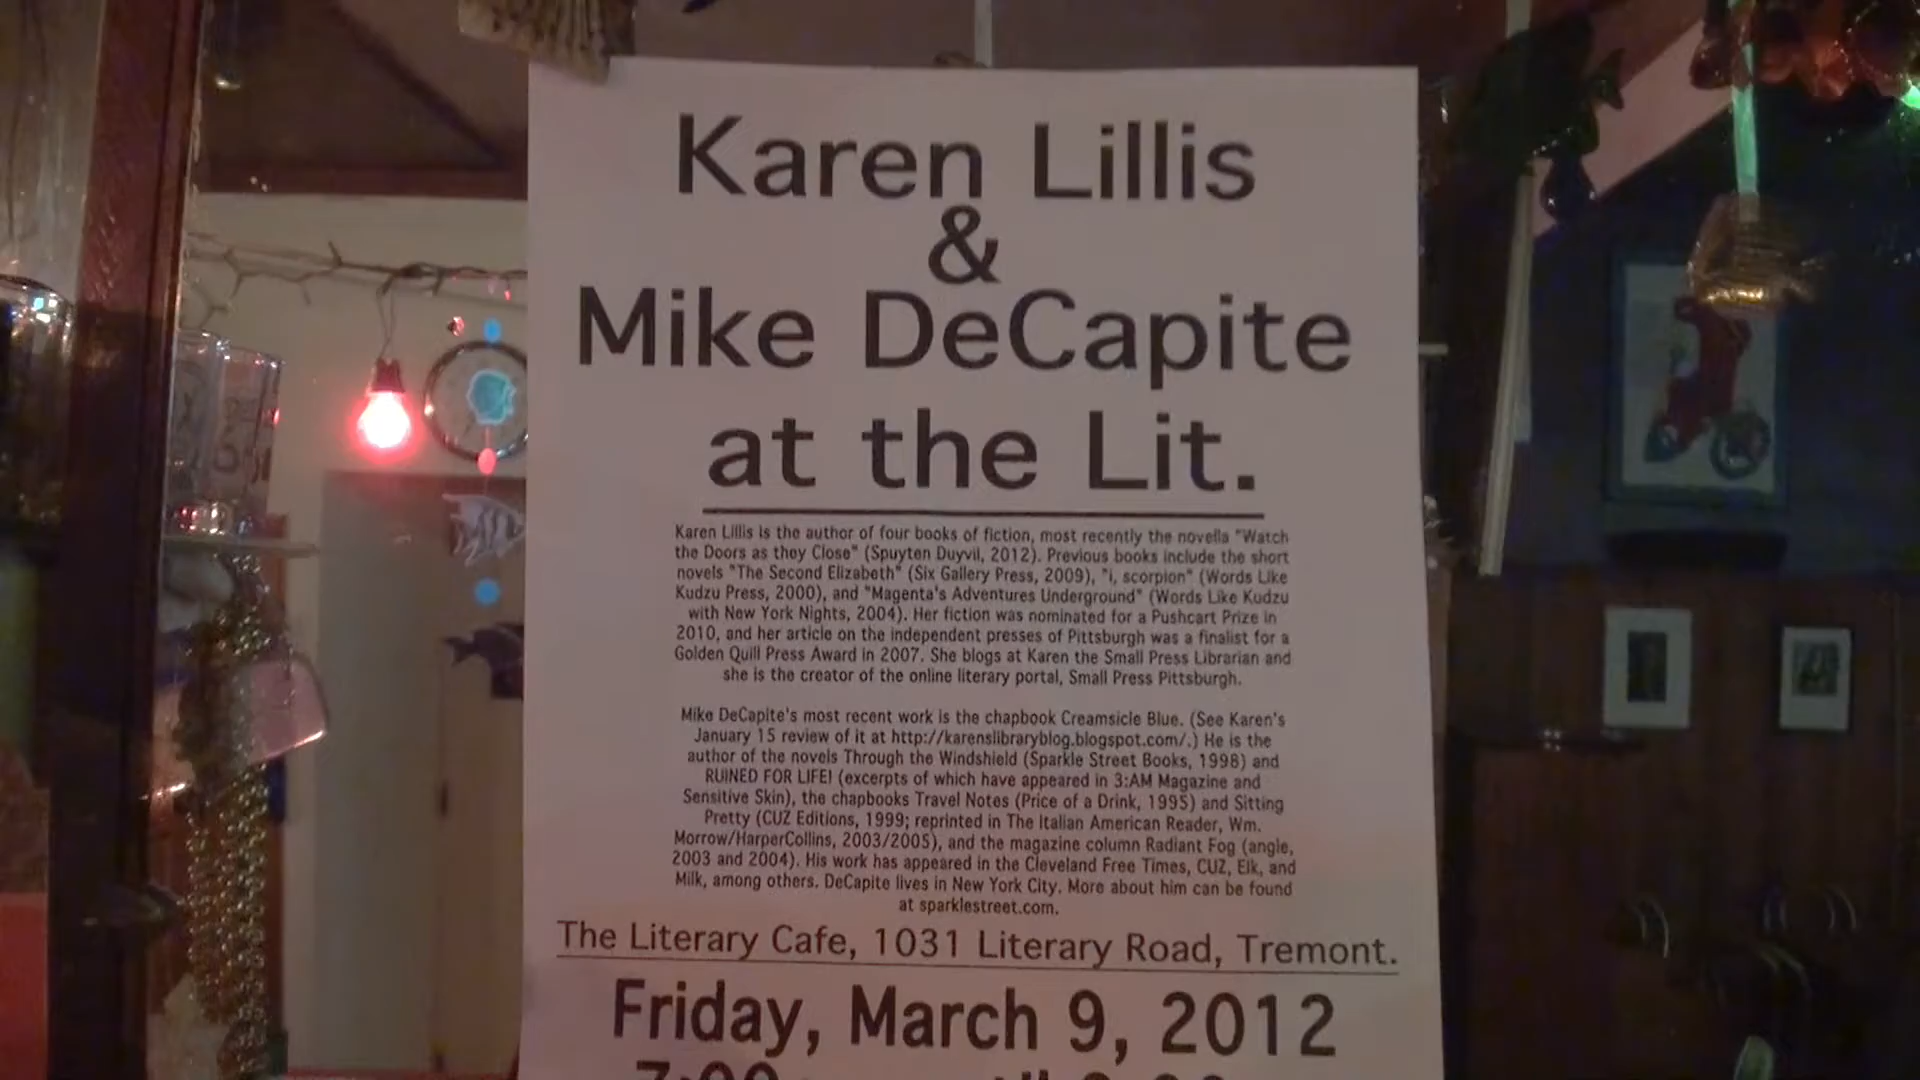 Karen Lillis
&
Mike DeCapite
at the Lit.
Karen Lillis is the author of four books of fiction, most recently the novella "Watch
the Doors as they Close" (Spuyten Duyvil, 2012). Previous books include the short
novels "The Second Elizabeth" (Six Gallery Press, 2009), "i, scorpion" (Words Like
Kudzu Press, 2000), and "Magenta's Adventures Underground" (Words Like Kudzu
with New York Nights, 2004). Her fiction was nominated for a Pushcart Prize in
2010, and her article on the independent presses of Pittsburgh was a finalist for a
Golden Quill Press Award in 2007. She blogs at Karen the Small Press Librarian and
she is the creator of the online literary portal, Small Press Pittsburgh.
Mike DeCapite's most recent work is the chapbook Creamsicle Blue. (See Karen's
January 15 review of it at http://karenslibraryblog.blogspot.com/.) He is the
author of the novels Through the Windshield (Sparkle Street Books, 1998) and
RUINED FOR LIFE! (excerpts of which have appeared in 3:AM Magazine and
Sensitive Skin), the chapbooks Travel Notes (Price of a Drink, 1995) and Sitting
Pretty (CUZ Editions, 1999; reprinted in The Italian American Reader, Wm.
Morrow/HarperCollins, 2003/2005), and the magazine column Radiant Fog (angle,
2003 and 2004). His work has appeared in the Cleveland Free Times, CUZ, Elk, and
Milk, among others. DeCapite lives in New York City. More about him can be found
at sparklestreet.com.
The Literary Cafe, 1031 Literary Road, Tremont.
Friday, March 9, 2012